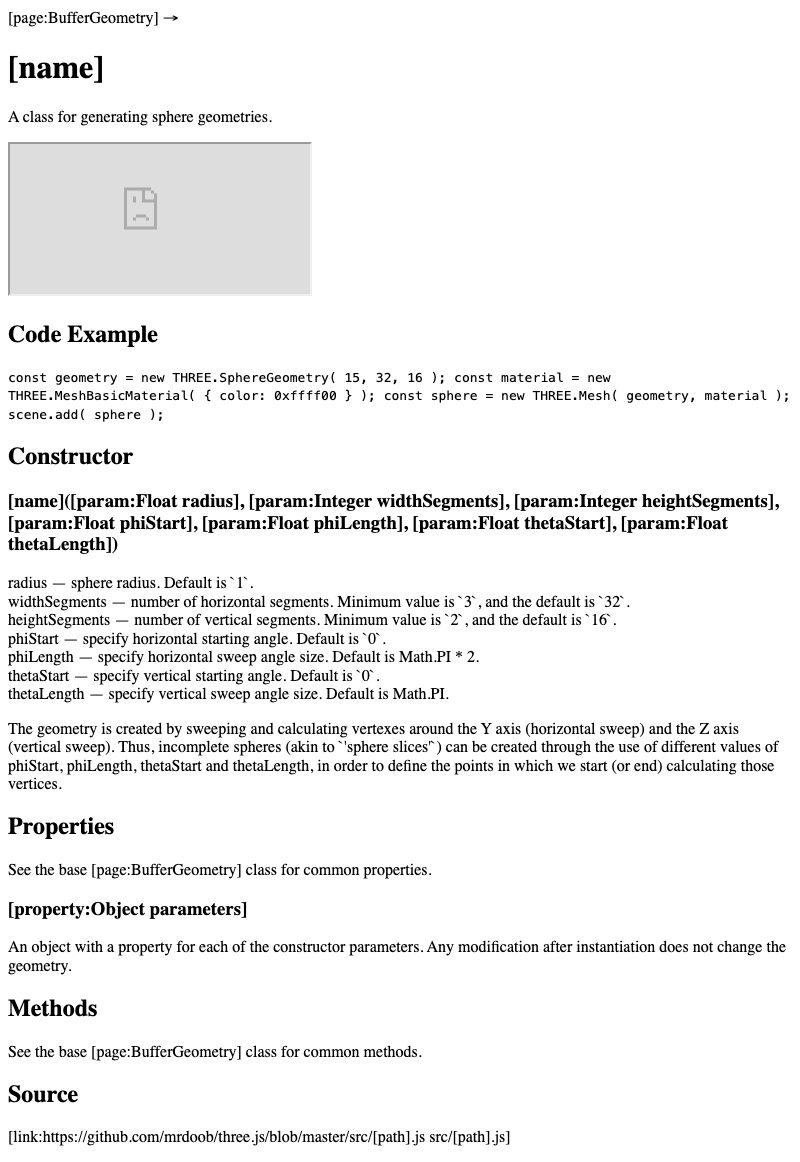 [page:BufferGeometry] →
[name]
A class for generating sphere geometries.
Code Example
const geometry = new THREE.SphereGeometry( 15, 32, 16 ); const material = new
THREE.MeshBasicMaterial( { color: 0xffff00 } ); const sphere = new THREE.Mesh( geometry, material );
scene.add( sphere );
Constructor
[name]([param:Float radius], [param:Integer widthSegments], [param:Integer heightSegments],
[param:Float phiStart], [param:Float phiLength], [param:Float thetaStart], [param:Float
thetaLength])
radius — sphere radius. Default is `1`.
widthSegments — number of horizontal segments. Minimum value is `3`, and the default is `32`.
heightSegments — number of vertical segments. Minimum value is `2`, and the default is `16`.
phiStart — specify horizontal starting angle. Default is `0`.
phiLength — specify horizontal sweep angle size. Default is Math.PI * 2.
thetaStart — specify vertical starting angle. Default is `0`.
thetaLength — specify vertical sweep angle size. Default is Math.PI.
The geometry is created by sweeping and calculating vertexes around the Y axis (horizontal sweep) and the Z axis
(vertical sweep). Thus, incomplete spheres (akin to `'sphere slices'`) can be created through the use of different values of
phiStart, phiLength, thetaStart and thetaLength, in order to define the points in which we start (or end) calculating those
vertices.
Properties
See the base [page:BufferGeometry] class for common properties.
[property:Object parameters]
An object with a property for each of the constructor parameters. Any modification after instantiation does not change the
geometry.
Methods
See the base [page:BufferGeometry] class for common methods.
Source
[link:https://github.com/mrdoob/three.js/blob/master/src/[path].js src/[path].js]